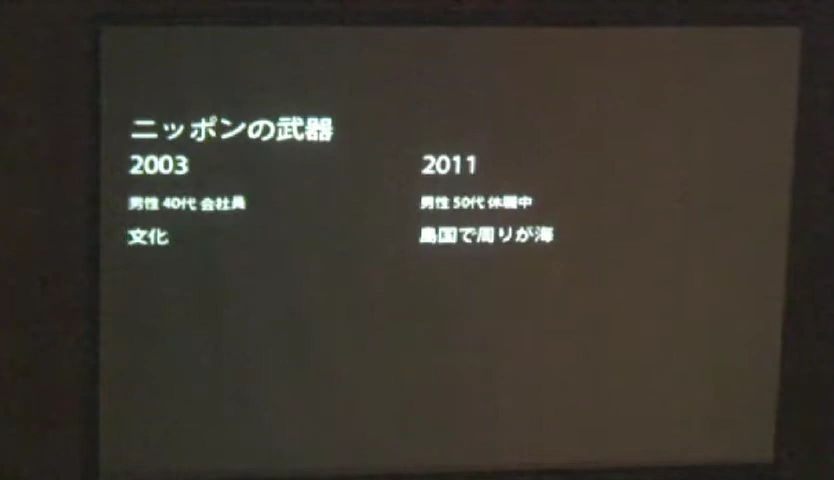 ニッポンの武器
2003
2011
男性 40代 会社員
男性 50代 休職中
文化
島国で周りが海